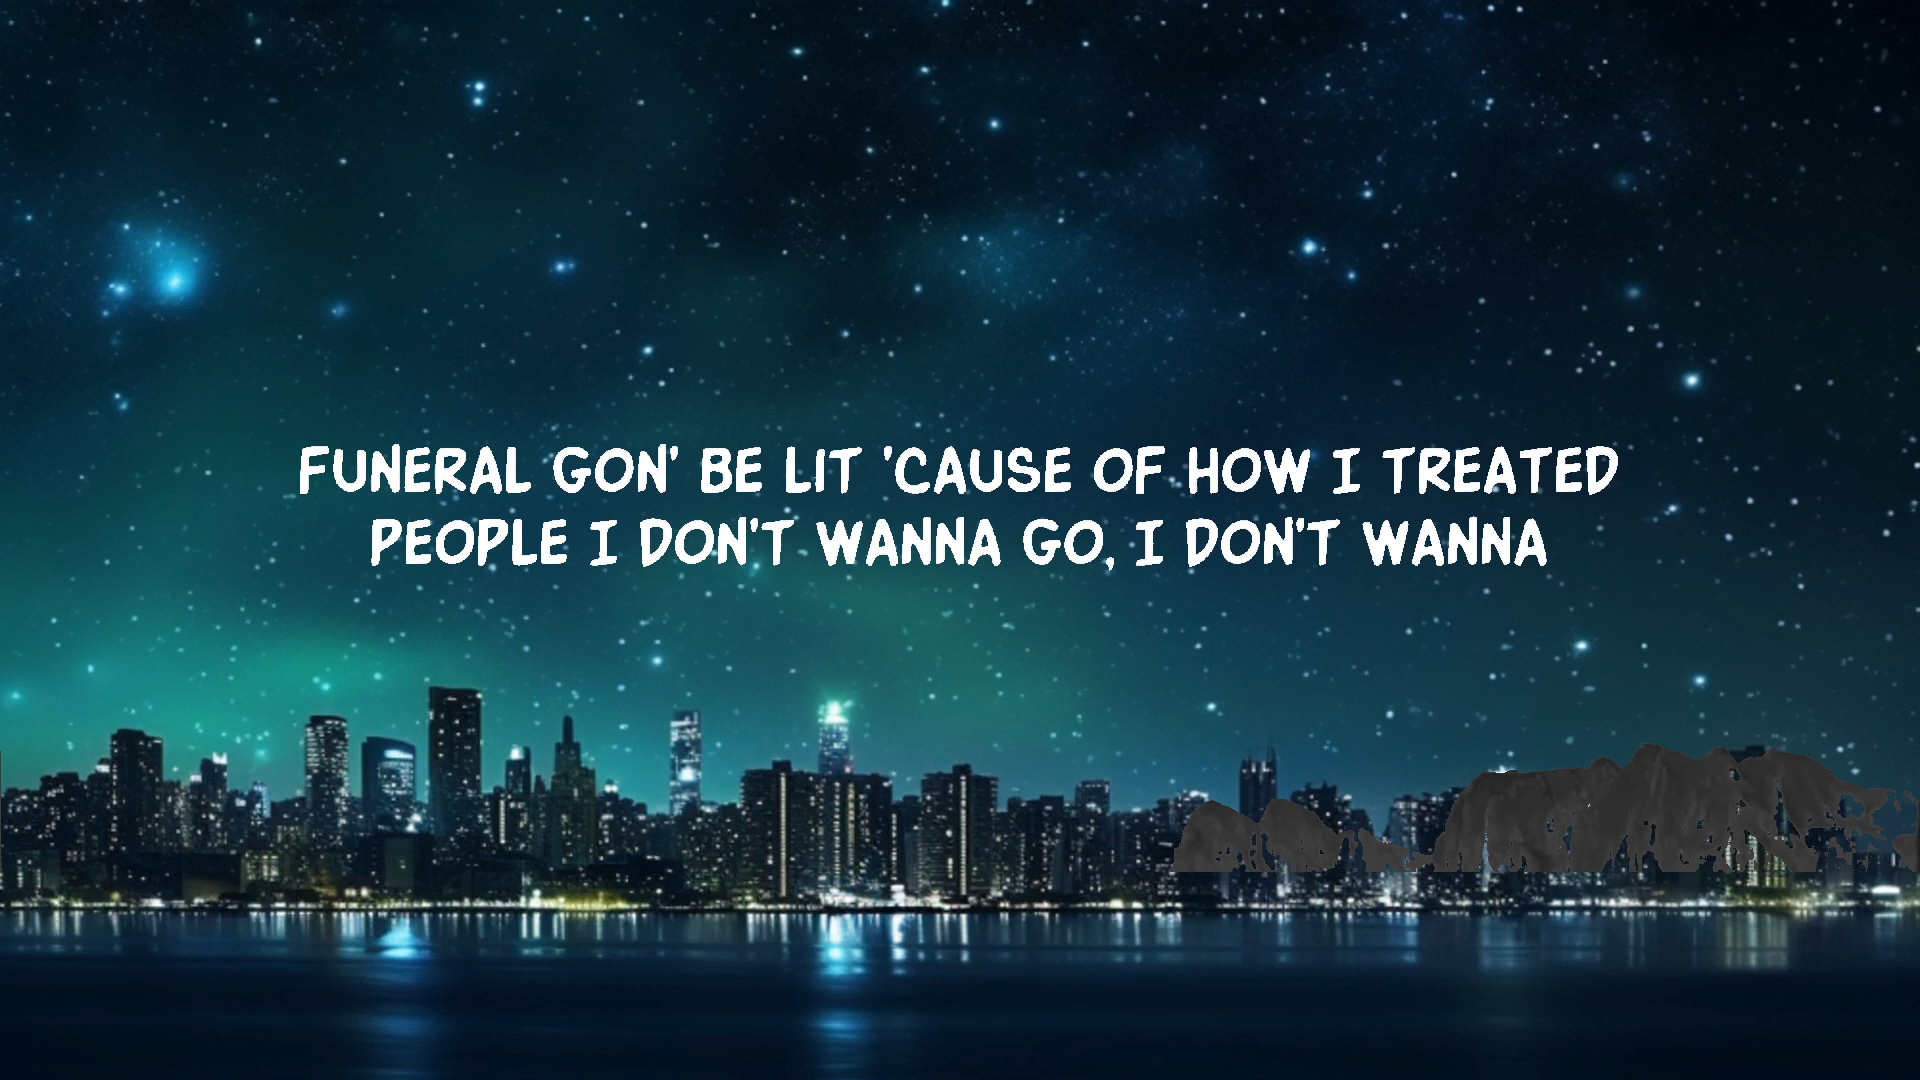 FUNERAL GON' BE LIT 'CAUSE OF HOW I TREATED
PEOPLE I DON'T WANNA GO, I DON'T WANNA